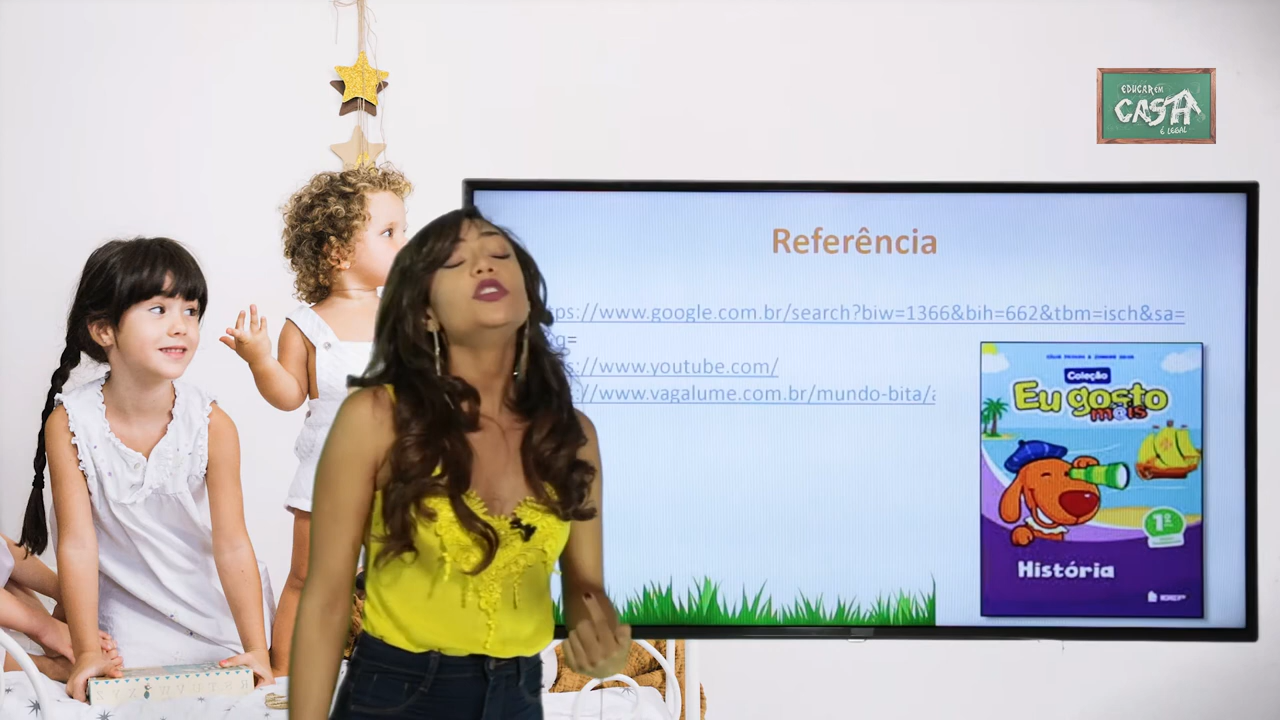 EDUCAR EM
CASA
É LEGAL
Referência
ps://www.google.com.br/search?biw=1366&bih=662&tbm=isch&sa=
q=
s://www.youtube.com/
://www.vagalume.com.br/mundo-bita/a
Coleção
Eu gosto
m@is
1º
História